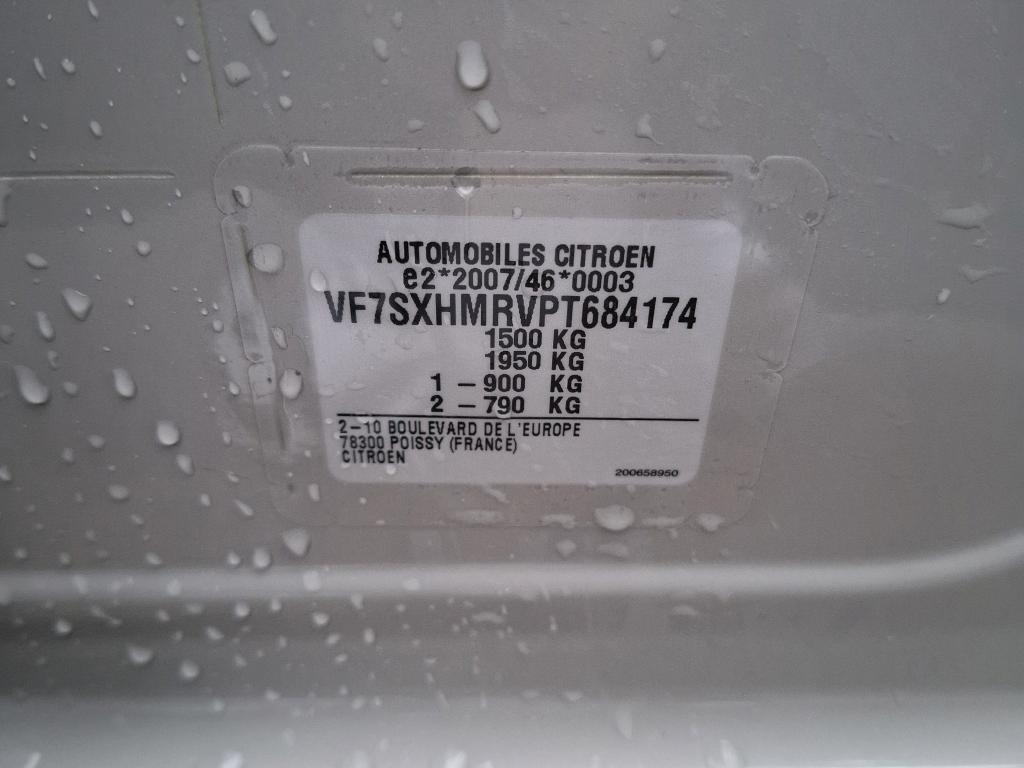 AUTOMOBILES CITROEN
e2*2007/46*0003
VF7SXHMRVPT684174
1500 KG
1950 KG
1 – 900 KG
2 – 790 KG
2–10 BOULEVARD DE L'EUROPE
78300 POISSY (FRANCE)
CITROEN
200658950